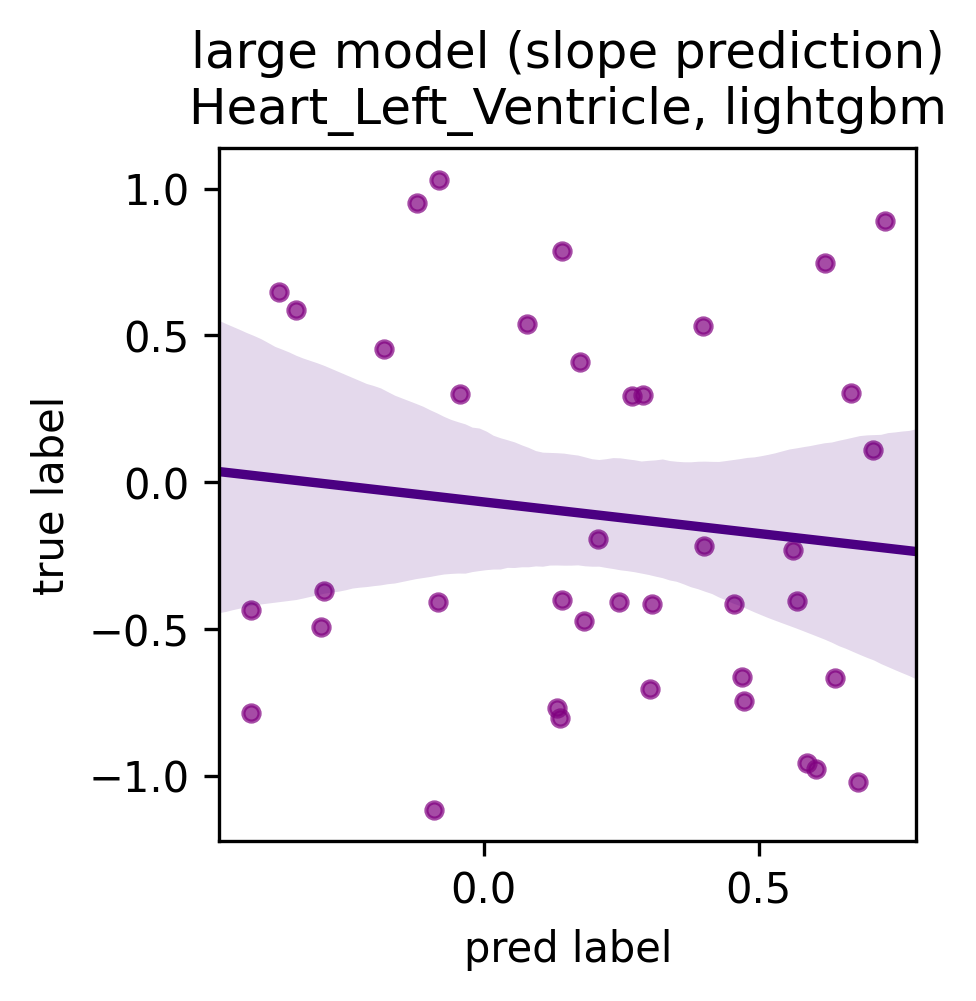 large model (slope prediction)
Heart_Left_Ventricle, lightgbm
1.0
0.5
0.0
−0.5
−1.0
true label
0.0 0.5
pred label